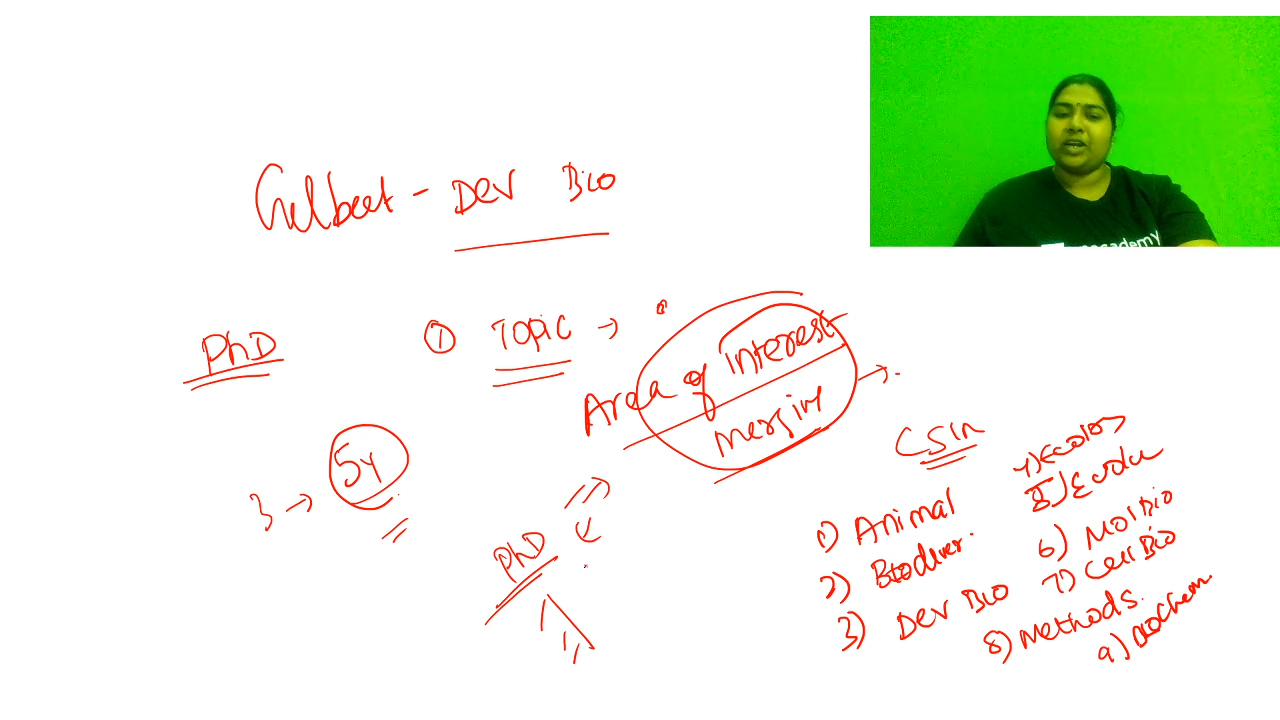 Gilbert - Dev Bio
PhD
① TOPIC →
Area of interest
merging
3 → 5y
PhD
CSIR
1) Animal
2) Biodiver.
3) Dev Bio
4) Ecology
5) Evolu
6) Mol Bio
7) Cell Bio
8) Methods.
9) Biochem
academy